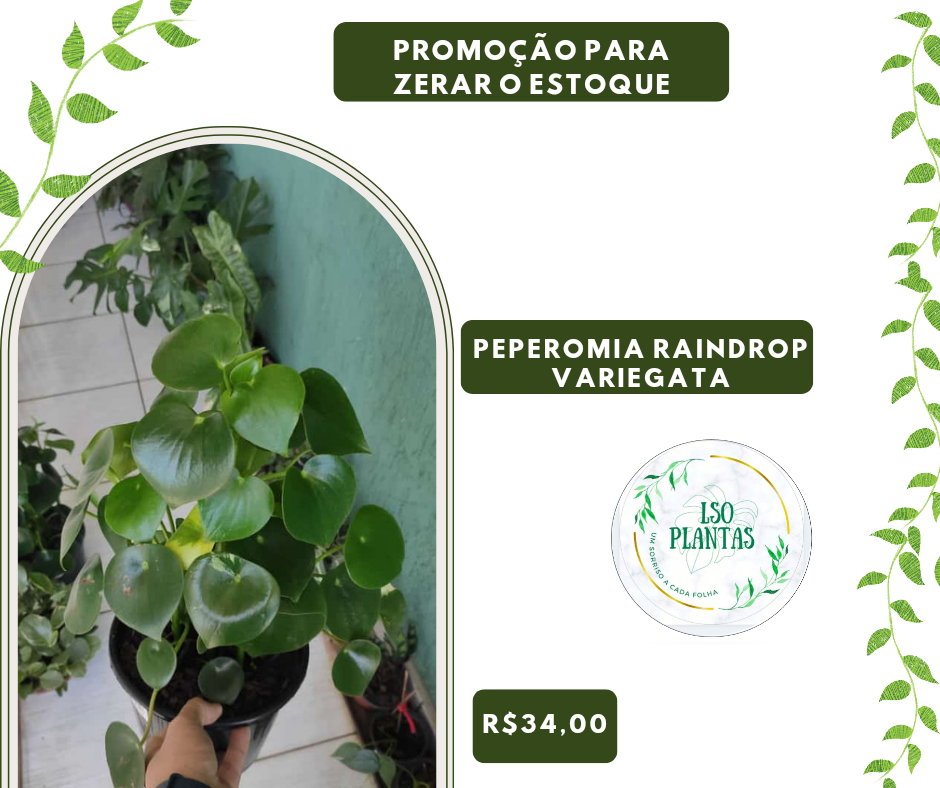 PROMOÇÃO PARA
ZERAR O ESTOQUE
PEPEROMIA RAINDROP
VARIEGATA
LSO
PLANTAS
UM SORRISO A CADA FOLHA
R$34,00